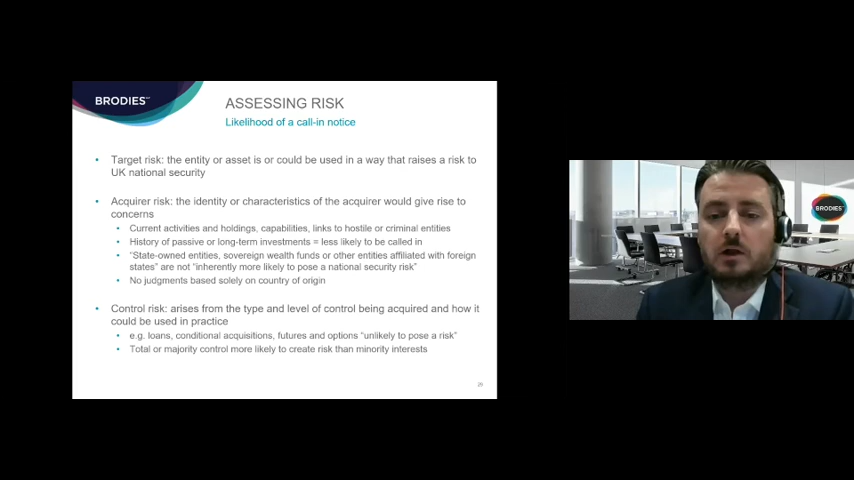 BRODIES LLP
ASSESSING RISK
Likelihood of a call-in notice
• Target risk: the entity or asset is or could be used in a way that raises a risk to
UK national security
• Acquirer risk: the identity or characteristics of the acquirer would give rise to
concerns
• Current activities and holdings, capabilities, links to hostile or criminal entities
• History of passive or long-term investments = less likely to be called in
• "State-owned entities, sovereign wealth funds or other entities affiliated with foreign
states" are not "inherently more likely to pose a national security risk"
• No judgments based solely on country of origin
• Control risk: arises from the type and level of control being acquired and how it
could be used in practice
• e.g. loans, conditional acquisitions, futures and options "unlikely to pose a risk"
• Total or majority control more likely to create risk than minority interests
BRODIES